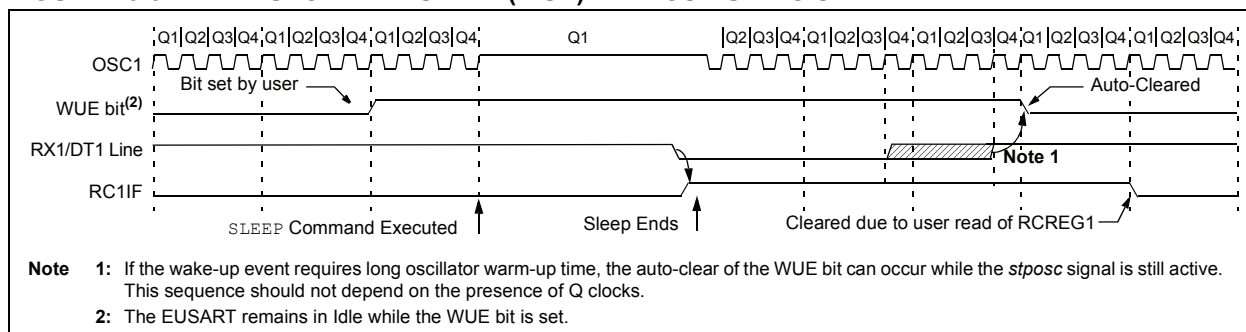 Q1 Q2 Q3 Q4 Q1 Q2 Q3 Q4 Q1 Q2 Q3 Q4 Q1 Q2 Q3 Q4 Q1 Q2 Q3 Q4 Q1 Q2 Q3 Q4 Q1 Q2 Q3 Q4 Q1 Q2 Q3 Q4
OSC1
Bit set by user
Auto-Cleared
WUE bit(2)
RX1/DT1 Line
Note 1
RC1IF
SLEEP Command Executed
Sleep Ends
Cleared due to user read of RCREG1
Note 1: If the wake-up event requires long oscillator warm-up time, the auto-clear of the WUE bit can occur while the stposc signal is still active.
This sequence should not depend on the presence of Q clocks.
2: The EUSART remains in Idle while the WUE bit is set.